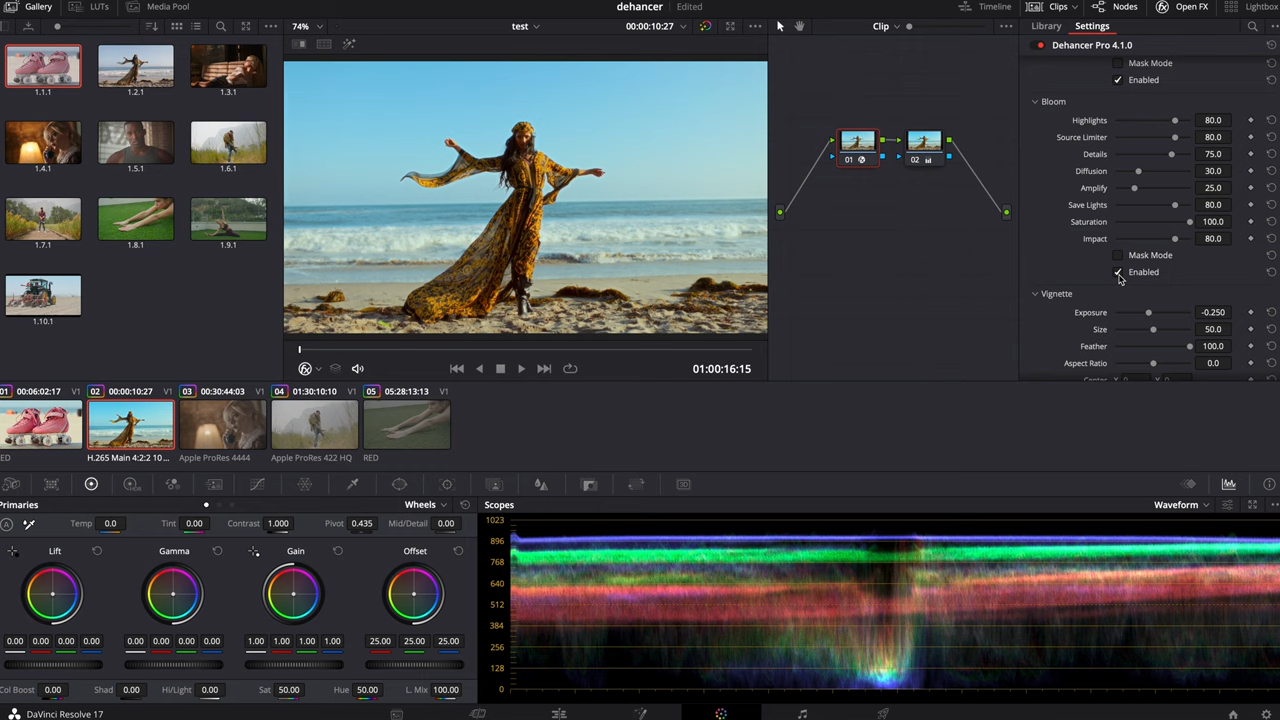 Gallery LUTs Media Pool dehancer Edited Timeline Clips Nodes Open FX Lightbox
74% test 00:00:10:27 Clip Library Settings
Dehancer Pro 4.1.0
Mask Mode
Enabled
Bloom
Highlights 80.0
Source Limiter 80.0
Details 75.0
Diffusion 30.0
Amplify 25.0
Save Lights 80.0
Saturation 100.0
Impact 80.0
Mask Mode
Enabled
Vignette
Exposure -0.250
Size 50.0
Feather 100.0
Aspect Ratio 0.0
1.1.1 1.2.1 1.3.1
1.4.1 1.5.1 1.6.1
1.7.1 1.8.1 1.9.1
1.10.1
01 02
01:00:16:15
01 00:06:02:17 V1 02 00:00:10:27 V1 03 00:30:44:03 V1 04 01:30:10:10 V1 05 05:28:13:13 V1
ED H.265 Main 4:2:2 10... Apple ProRes 4444 Apple ProRes 422 HQ RED
Primaries Wheels
Temp 0.0 Tint 0.00 Contrast 1.000 Pivot 0.435 Mid/Detail 0.00
Lift Gamma Gain Offset
0.00 0.00 0.00 0.00 0.00 0.00 0.00 0.00 1.00 1.00 1.00 1.00 25.00 25.00 25.00
Col Boost 0.00 Shad 0.00 Hi/Light 0.00 Sat 50.00 Hue 50.00 L. Mix 100.00
Scopes Waveform
1023
896
768
640
512
384
256
128
0
DaVinci Resolve 17